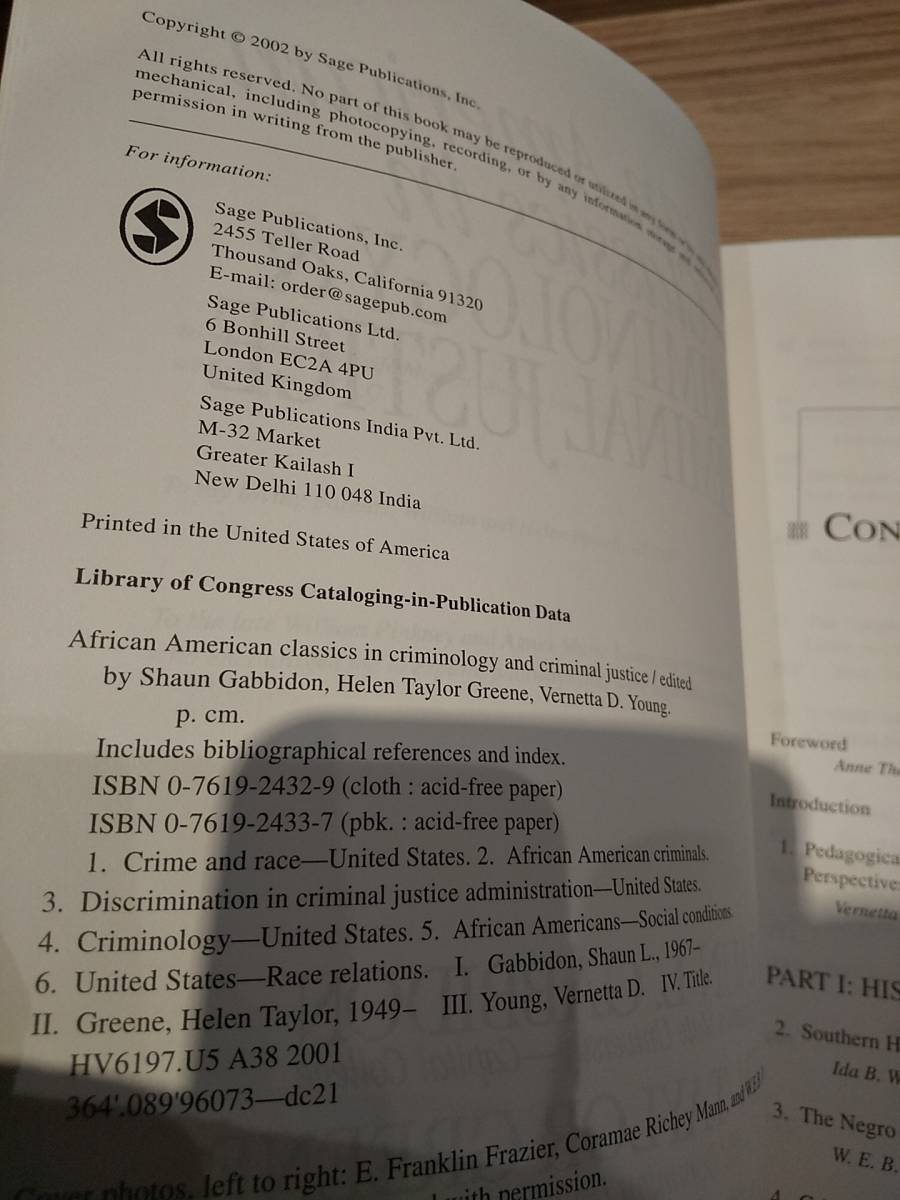 Copyright © 2002 by Sage Publications, Inc.
All rights reserved. No part of this book may be reproduced or utilized in any form or by
mechanical, including photocopying, recording, or by any information storage and
permission in writing from the publisher.
For information:
S
Sage Publications, Inc.
2455 Teller Road
Thousand Oaks, California 91320
E-mail: order@sagepub.com
Sage Publications Ltd.
6 Bonhill Street
London EC2A 4PU
United Kingdom
Sage Publications India Pvt. Ltd.
M-32 Market
Greater Kailash I
New Delhi 110 048 India
Printed in the United States of America
Library of Congress Cataloging-in-Publication Data
African American classics in criminology and criminal justice / edited
by Shaun Gabbidon, Helen Taylor Greene, Vernetta D. Young.
p. cm.
Includes bibliographical references and index.
ISBN 0-7619-2432-9 (cloth : acid-free paper)
ISBN 0-7619-2433-7 (pbk. : acid-free paper)
1. Crime and race—United States. 2. African American criminals.
3. Discrimination in criminal justice administration—United States.
4. Criminology—United States. 5. African Americans—Social conditions.
6. United States—Race relations. I. Gabbidon, Shaun L., 1967–
II. Greene, Helen Taylor, 1949– III. Young, Vernetta D. IV. Title.
HV6197.U5 A38 2001
364'.089'96073—dc21
Cover photos, left to right: E. Franklin Frazier, Coramae Richey Mann, and W.E.B.
with permission.
CON
Foreword
Anne Th
Introduction
1. Pedagogica
Perspective
Vernetta
PART I: HIS
2. Southern H
Ida B. W
3. The Negro
W. E. B.
4.